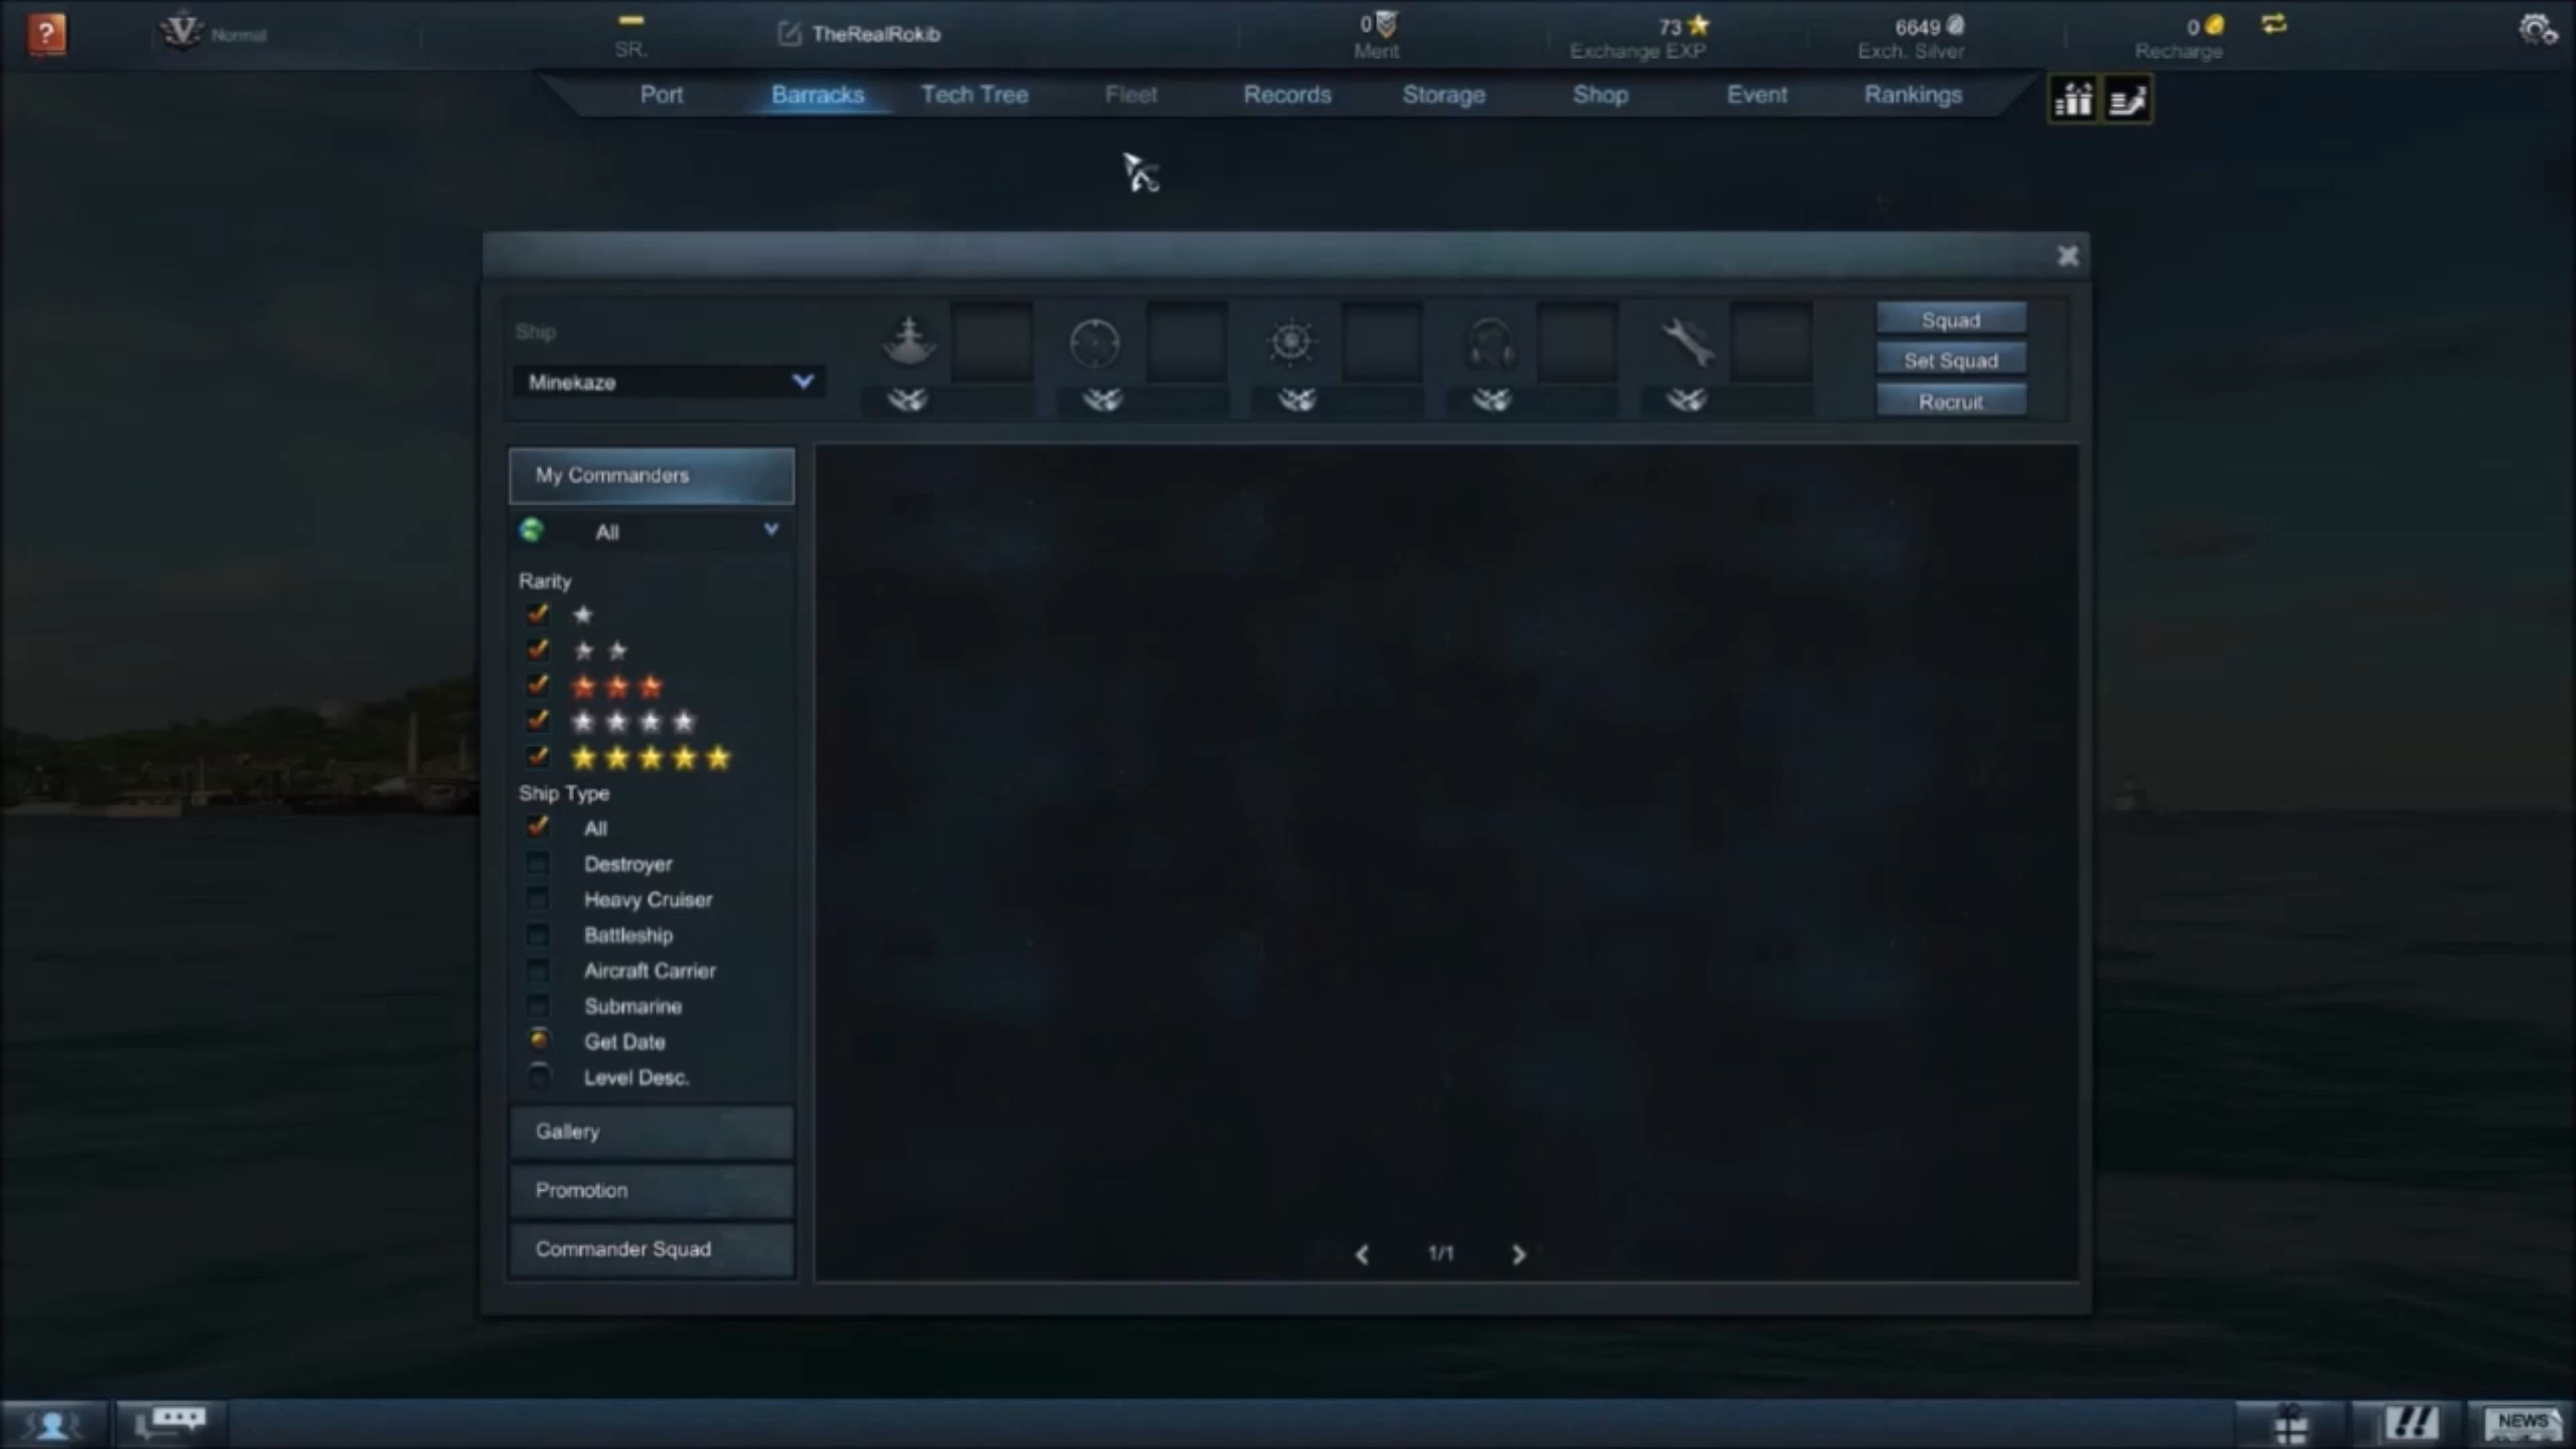 ?
Normal
SR.
TheRealRokib
0
Merit
73
Exchange EXP
6649
Exch. Silver
0
Recharge
Port
Barracks
Tech Tree
Fleet
Records
Storage
Shop
Event
Rankings
Ship
Minekaze
Squad
Set Squad
Recruit
My Commanders
All
Rarity
Ship Type
All
Destroyer
Heavy Cruiser
Battleship
Aircraft Carrier
Submarine
Get Date
Level Desc.
Gallery
Promotion
Commander Squad
1/1
NEWS